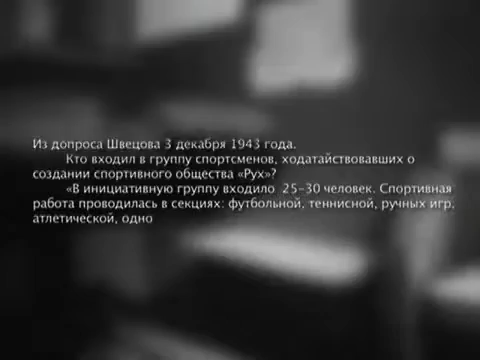 Из допроса Швецова 3 декабря 1943 года.
Кто входил в группу спортсменов, ходатайствовавших о
создании спортивного общества «Рух»?
«В инициативную группу входило 25-30 человек. Спортивная
работа проводилась в секциях: футбольной, теннисной, ручных игр,
атлетической, одно